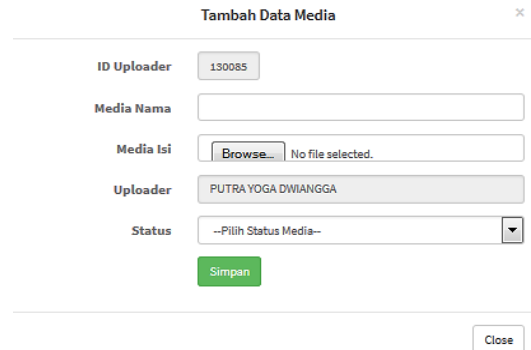 Tambah Data Media ×
ID Uploader 130085
Media Nama
Media Isi Browse... No file selected.
Uploader PUTRA YOGA DWIANGGA
Status --Pilih Status Media--
Simpan
Close